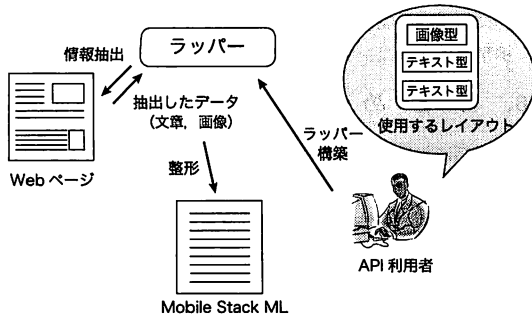 ラッパー
情報抽出
抽出したデータ
(文章, 画像)
整形
Web ページ
Mobile Stack ML
ラッパー
構築
画像型
テキスト型
テキスト型
使用するレイアウト
API 利用者